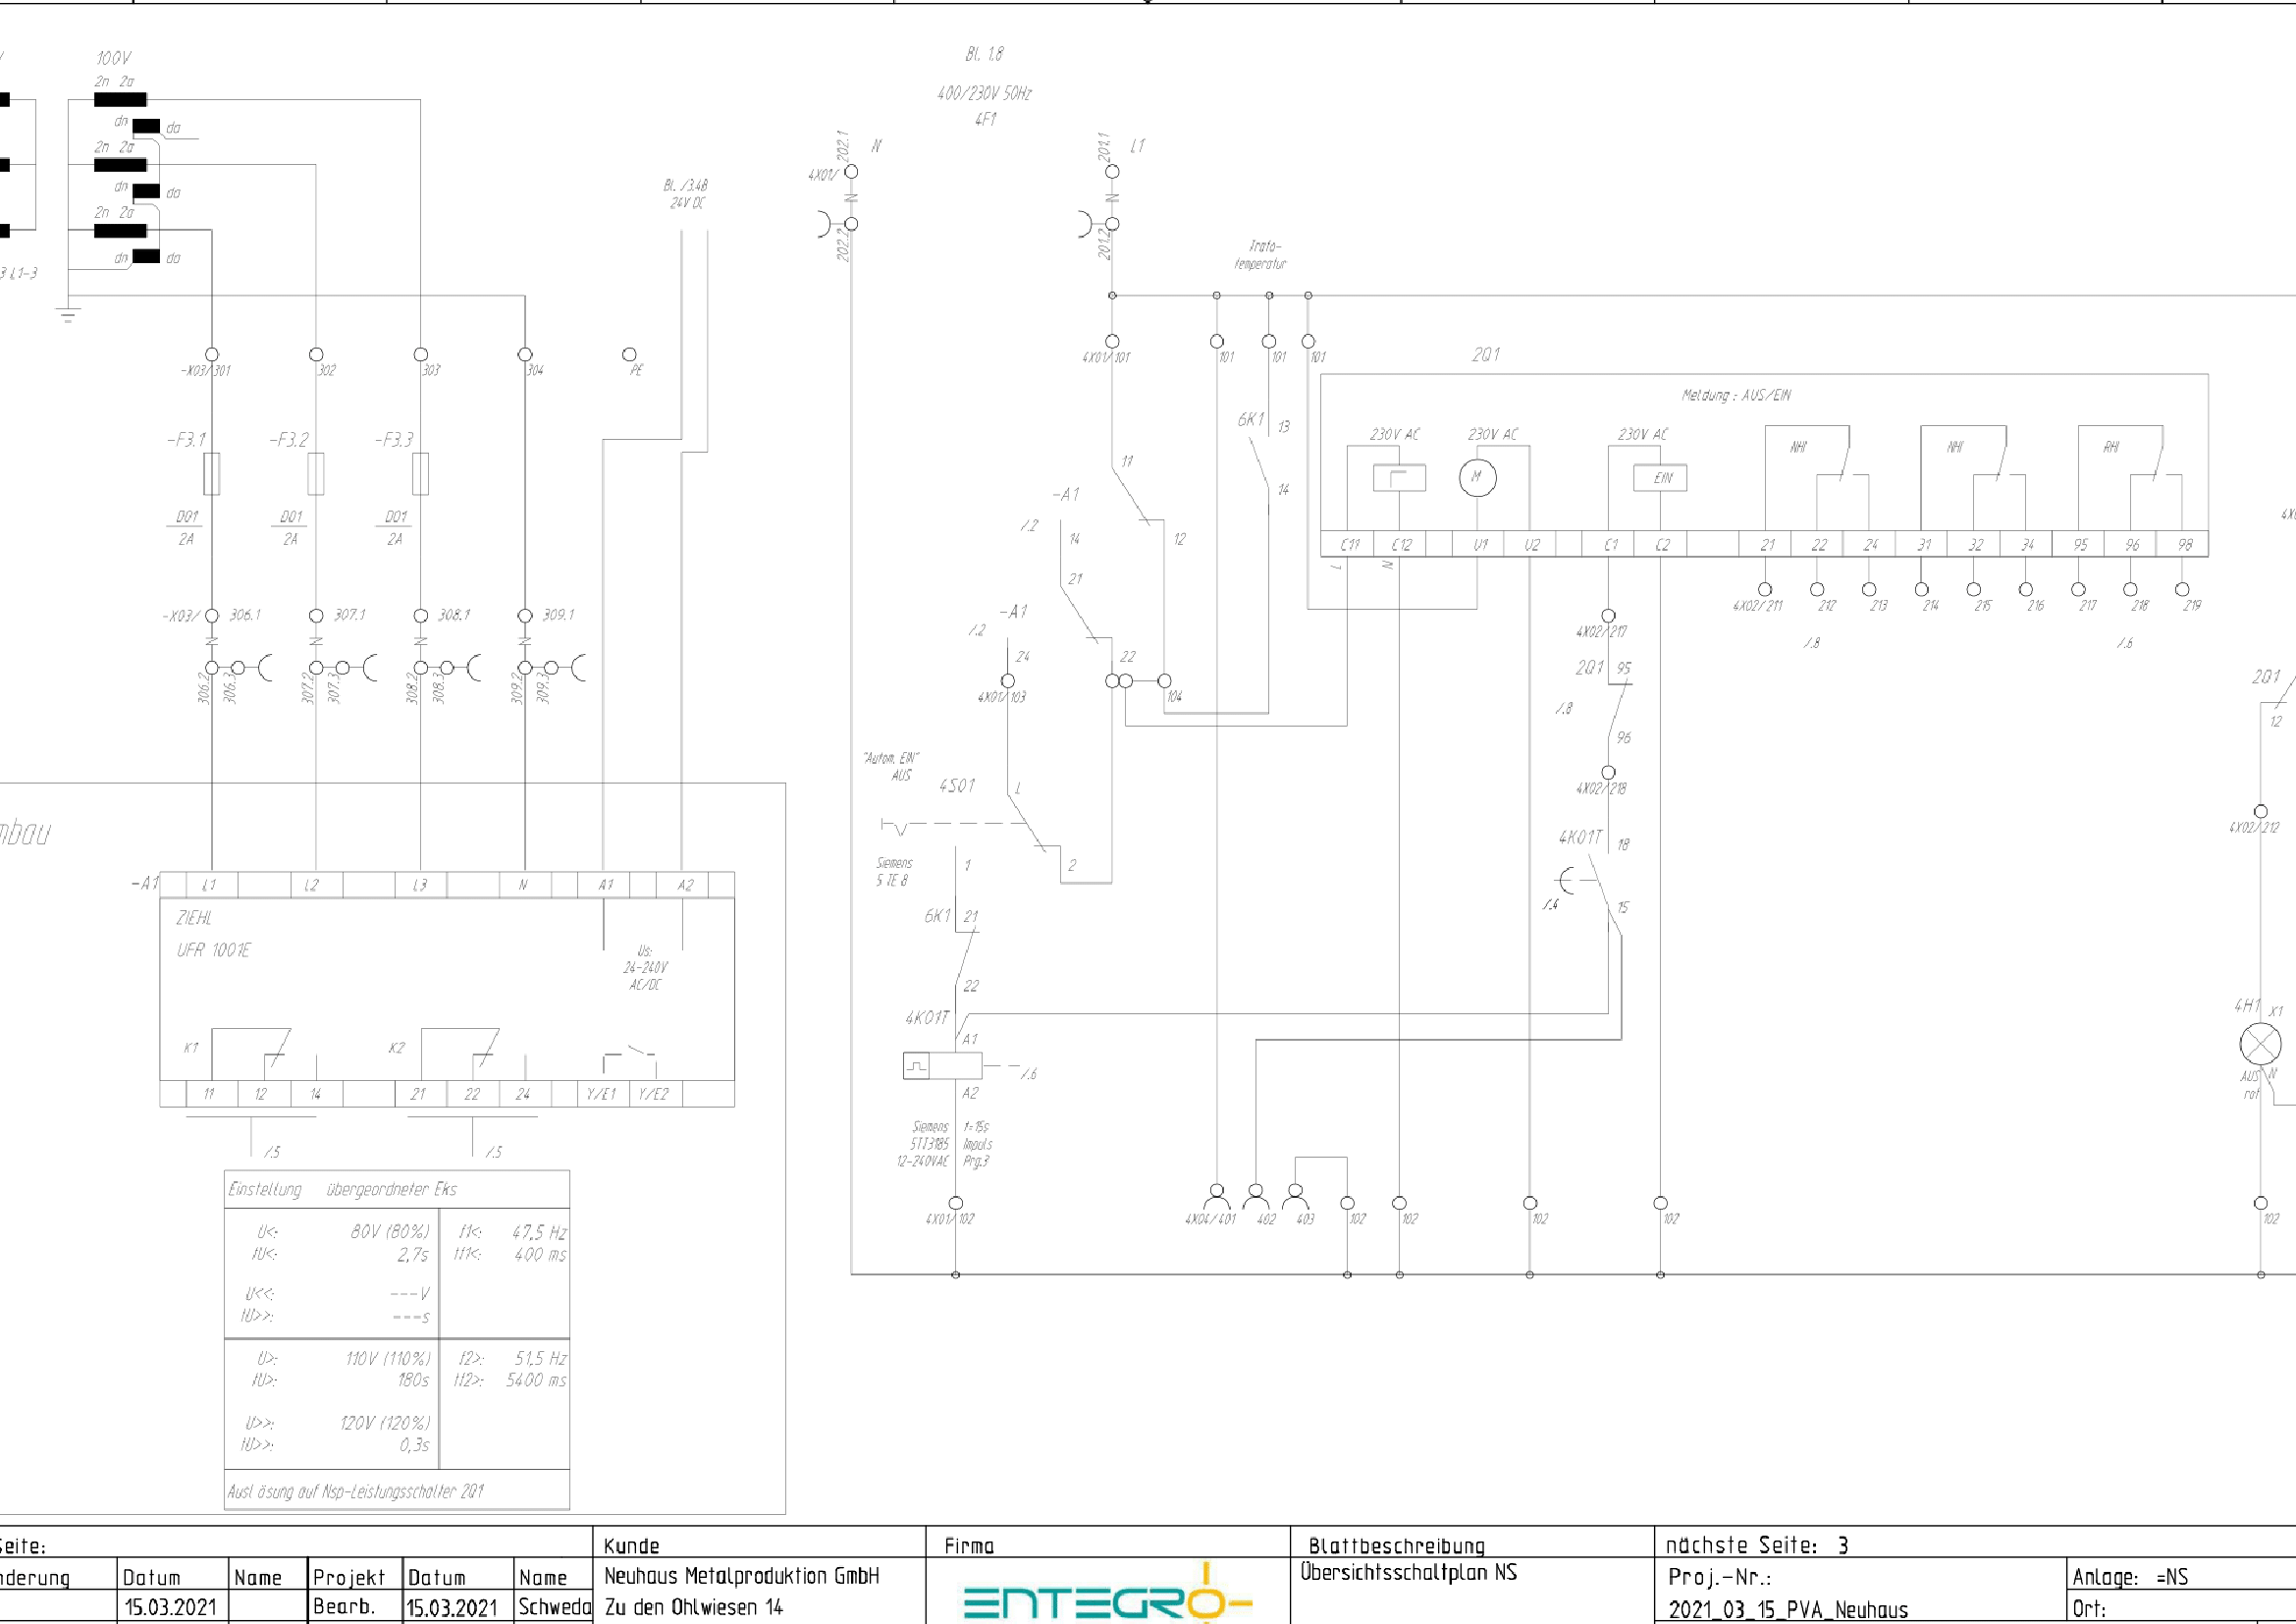 100V
2n 2a
dn da
2n 2a
dn da
2n 2a
dn da
3 L1-3
Bl. /3.4B
24V DC
-X03/301
302
303
304
PE
-F3.1
-F3.2
-F3.3
D01
2A
D01
2A
D01
2A
-X03/ 306.1
307.1
308.1
309.1
306.2
306.3
307.2
307.3
308.2
308.3
309.2
309.3
-A1 L1 L2 L3 N A1 A2
ZIEHL
UFR 1001E
Us:
24-240V
AC/DC
K1
K2
11 12 14 21 22 24 Y/E1 Y/E2
/.5
/.5
Einstellung übergeordneter Eks
U<: 80V (80%) f1<: 47,5 Hz
tU<: 2,7s tf1<: 400 ms
U<<: ---V
tU>>: ---s
U>: 110V (110%) f2>: 51,5 Hz
tU>: 180s tf2>: 5400 ms
U>>: 120V (120%)
tU>>: 0,3s
Ausl ösung auf Nsp-Leistungsschalter 2Q1
Bl. 1.8
400/230V 50Hz
4F1
202.1
N
4X01/
202.2
201.1
L1
201.2
Trafo-
temperatur
4X01/101
101
101
101
6K1 13
14
11
-A1
/.2
12
14
21
-A1
/.2
22
24
4X01/103
104
"Autom. EIN"
AUS
4S01 L
Siemens
5 TE 8
1
2
6K1 21
22
4K01T
A1
/.6
A2
Siemens t=15s
5TT3185 Impuls
12-240VAC Prg.3
4X01/102
4X04/401
402
403
102
102
102
102
2Q1
Meldung : AUS/EIN
230V AC
230V AC
230V AC
M
EIN
NHI
NHI
RHI
C11 C12 U1 U2 C1 C2 21 22 24 31 32 34 95 96 98
L
N
4X02/211
212
213
214
215
216
217
218
219
/.8
/.6
4X02/217
2Q1 95
/.8
96
4X02/218
4K01T 18
/.4
15
4X0
2Q1
12
4X02/212
4H1 X1
AUS N
rot
102
Seite:
Kunde
Firma
Blattbeschreibung
nächste Seite: 3
nderung
Datum
Name
Projekt
Datum
Name
Neuhaus Metalproduktion GmbH
Übersichtsschaltplan NS
Proj.-Nr.:
Anlage: =NS
15.03.2021
Bearb.
15.03.2021
Schweda
Zu den Ohlwiesen 14
ENTEGRO
2021_03_15_PVA_Neuhaus
Ort: